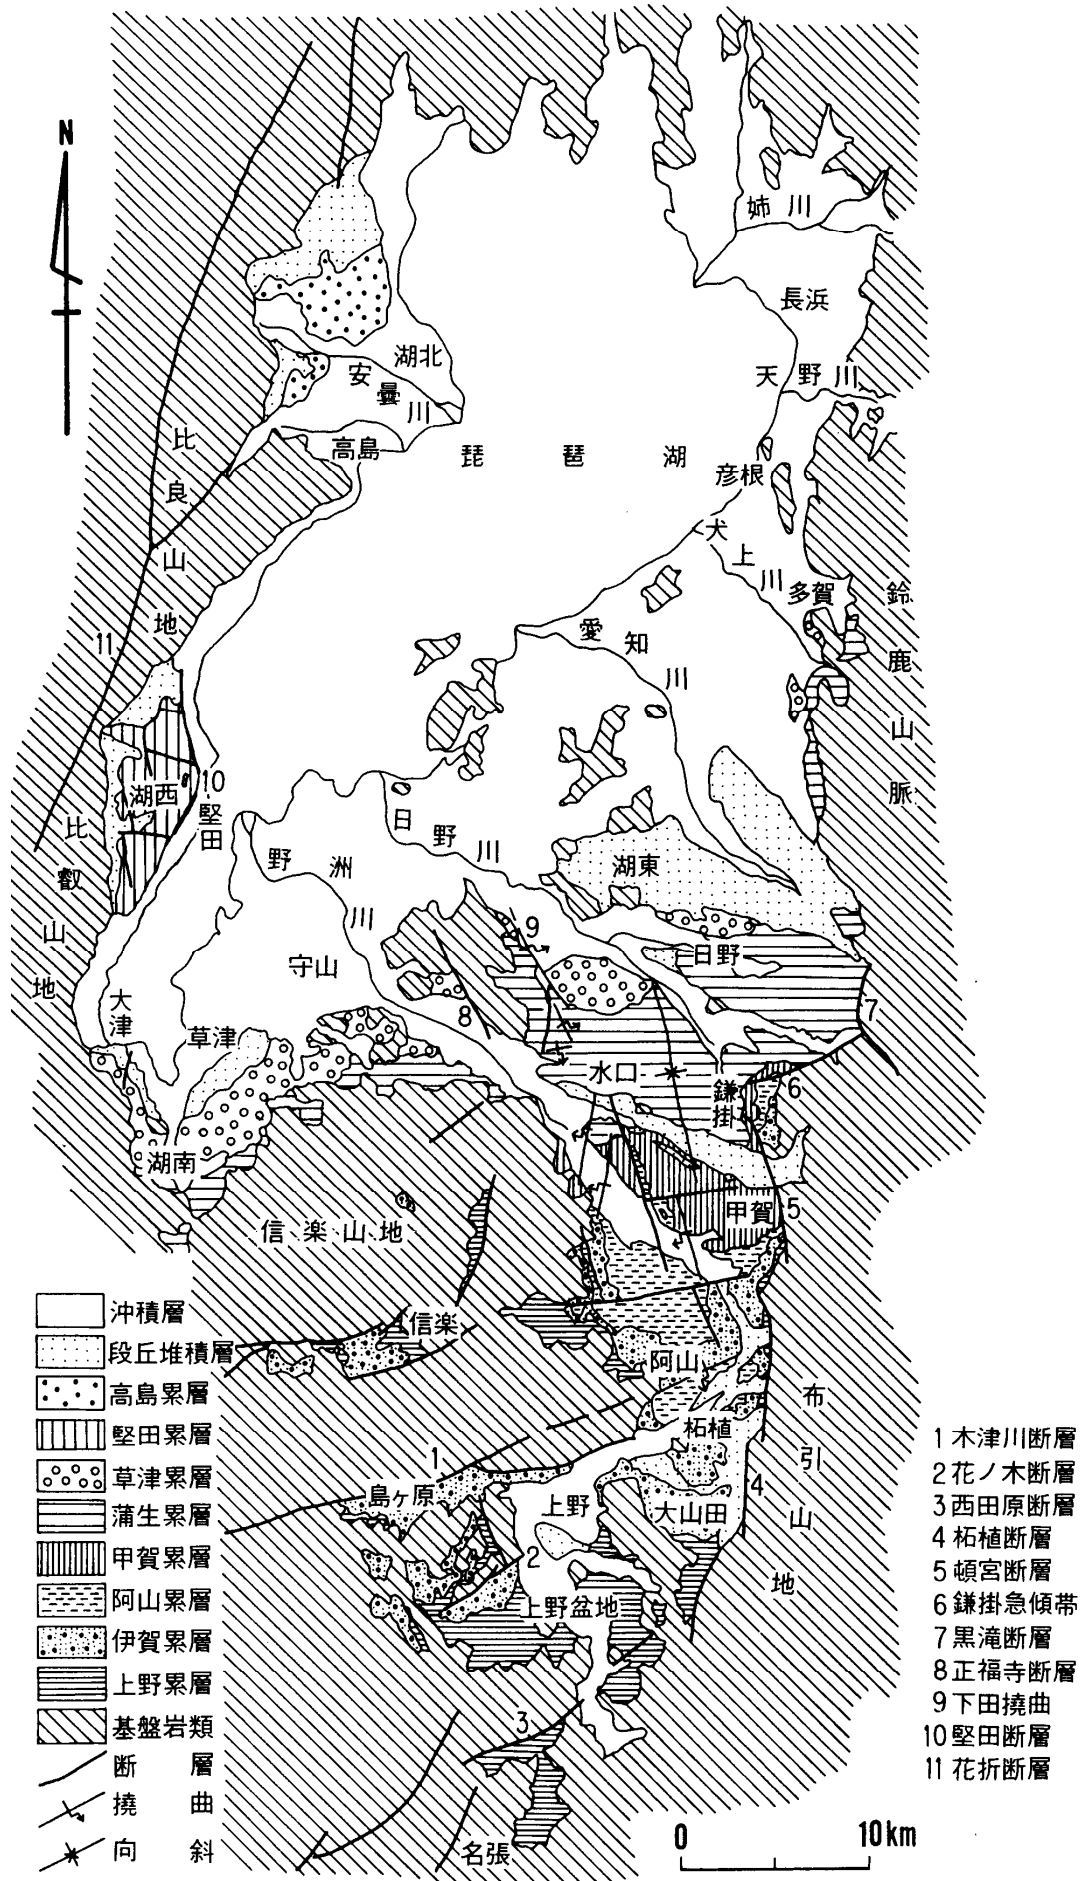 N
姉川
長浜
湖北
安曇川
天野川
高島
琵琶湖
彦根
比良山地
犬上川
多賀
鈴鹿山脈
愛知川
11
湖西
10
堅田
日野川
湖東
比叡山地
野洲川
9
日野
守山
7
大津
草津
8
水口
鎌掛
6
湖南
甲賀
5
信楽山地
信楽
阿山
布引山地
柘植
1
島ヶ原
上野
大山田
4
2
上野盆地
3
名張
沖積層
段丘堆積層
高島累層
堅田累層
草津累層
蒲生累層
甲賀累層
阿山累層
伊賀累層
上野累層
基盤岩類
断層
撓曲
向斜
1 木津川断層
2 花ノ木断層
3 西田原断層
4 柘植断層
5 頓宮断層
6 鎌掛急傾帯
7 黒滝断層
8 正福寺断層
9 下田撓曲
10 堅田断層
11 花折断層
0 10km